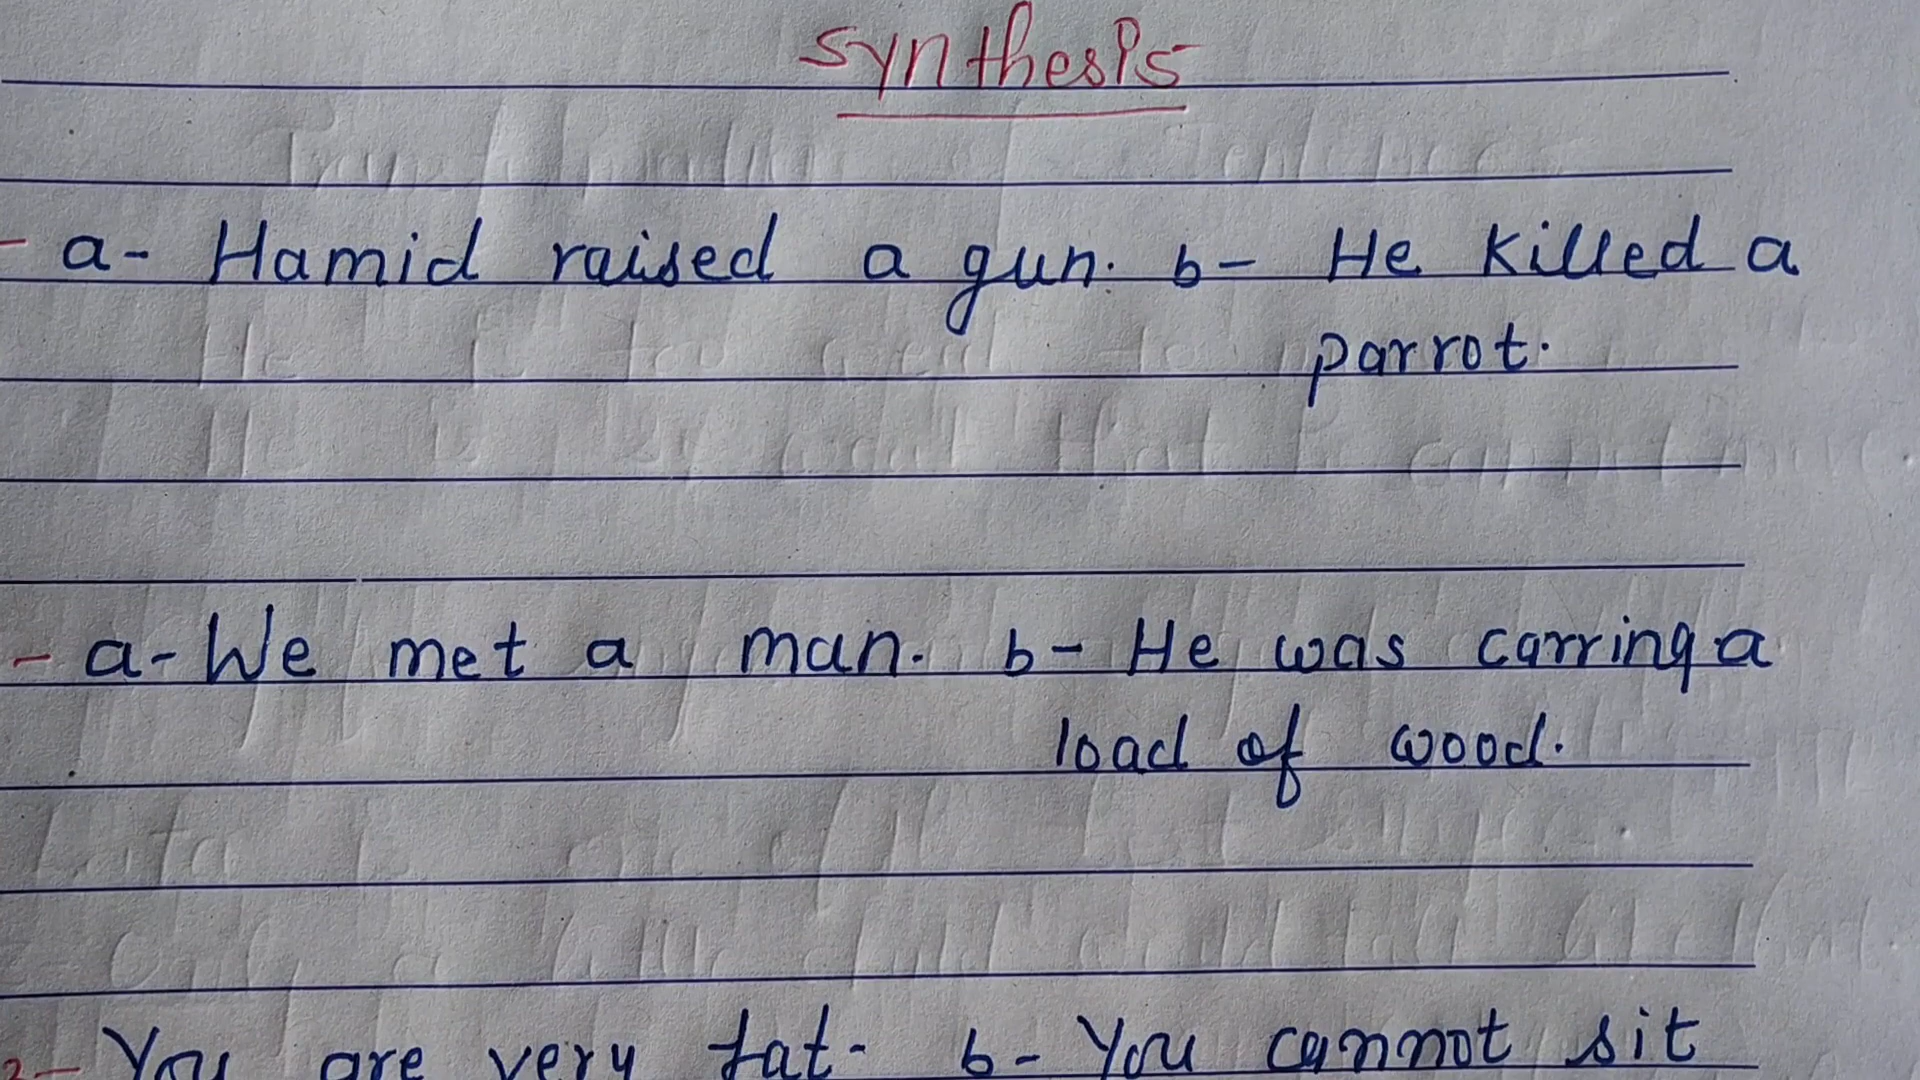 Synthesis
- a- Hamid raised a gun. b- He killed a
parrot.
- a- We met a man. b- He was carring a
load of wood.
You are very fat. b- You cannot sit